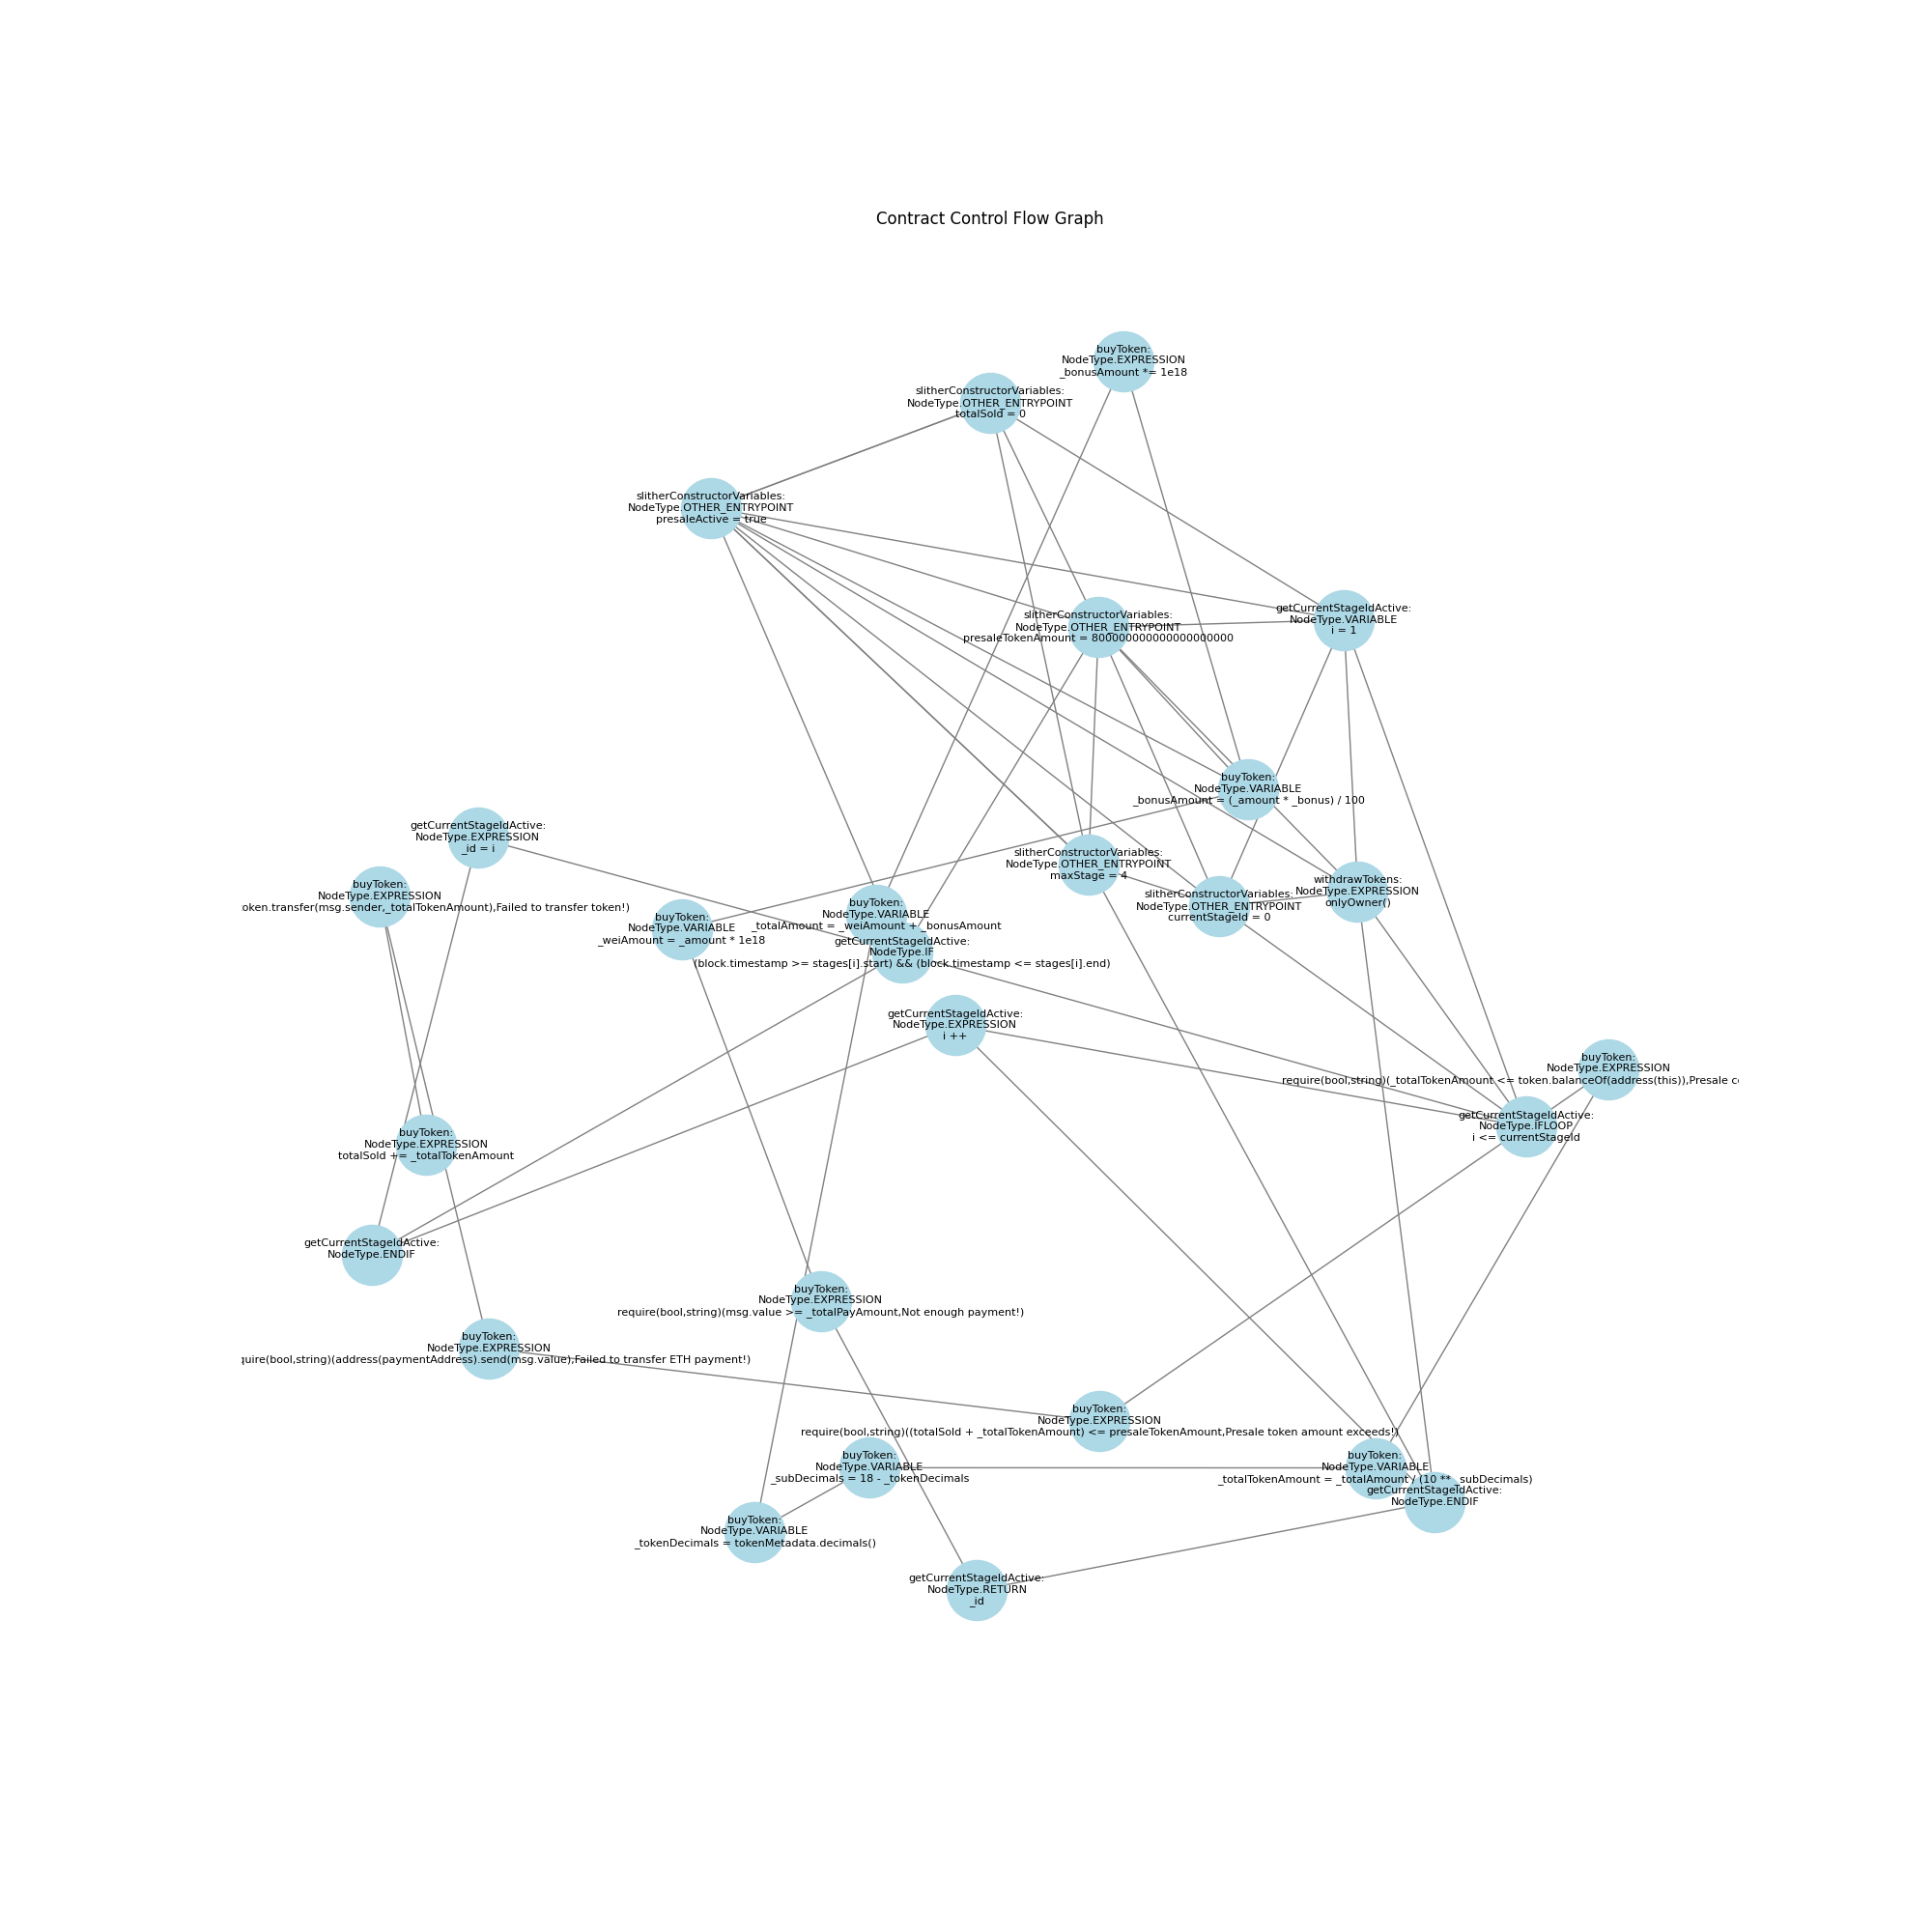 Contract Control Flow Graph
buyToken:
NodeType.EXPRESSION
_bonusAmount *= 1e18
slitherConstructorVariables:
NodeType.OTHER_ENTRYPOINT
totalSold = 0
slitherConstructorVariables:
NodeType.OTHER_ENTRYPOINT
presaleActive = true
slitherConstructorVariables:
NodeType.OTHER_ENTRYPOINT
getCurrentStageIdActive:
NodeType.VARIABLE
i = 1
buyToken:
NodeType.VARIABLE
_bonusAmount = (_amount * _bonus) / 100
getCurrentStageIdActive:
NodeType.EXPRESSION
_id = i
slitherConstructorVariables:
NodeType.OTHER_ENTRYPOINT
maxStage = 4
buyToken:
NodeType.EXPRESSION
oken.transfer(msg.sender,_totalTokenAmount),Failed to transfer token!)
withdrawTokens:
NodeType.EXPRESSION
onlyOwner()
slitherConstructorVariables:
NodeType.OTHER_ENTRYPOINT
currentStageId = 0
buyToken:
NodeType.VARIABLE
_totalAmount = _weiAmount + _bonusAmount
buyToken:
NodeType.VARIABLE
_weiAmount = _amount * 1e18
getCurrentStageIdActive:
NodeType.IF
(block.timestamp >= stages[i].start) && (block.timestamp <= stages[i].end)
getCurrentStageIdActive:
NodeType.EXPRESSION
i ++
buyToken:
NodeType.EXPRESSION
require(bool,string)(_totalTokenAmount <= token.balanceOf(address(this)),Presale c
getCurrentStageIdActive:
NodeType.IFLOOP
i <= currentStageId
buyToken:
NodeType.EXPRESSION
totalSold += _totalTokenAmount
getCurrentStageIdActive:
NodeType.ENDIF
buyToken:
NodeType.EXPRESSION
require(bool,string)(msg.value >= _totalPayAmount,Not enough payment!)
buyToken:
NodeType.EXPRESSION
quire(bool,string)(address(paymentAddress).send(msg.value),Failed to transfer ETH payment!)
buyToken:
NodeType.EXPRESSION
require(bool,string)((totalSold + _totalTokenAmount) <= presaleTokenAmount,Presale token amount exceeds!)
buyToken:
NodeType.VARIABLE
_subDecimals = 18 - _tokenDecimals
buyToken:
NodeType.VARIABLE
_totalTokenAmount = _totalAmount / (10 ** _subDecimals)
getCurrentStageIdActive:
NodeType.ENDIF
buyToken:
NodeType.VARIABLE
_tokenDecimals = tokenMetadata.decimals()
getCurrentStageIdActive:
NodeType.RETURN
_id